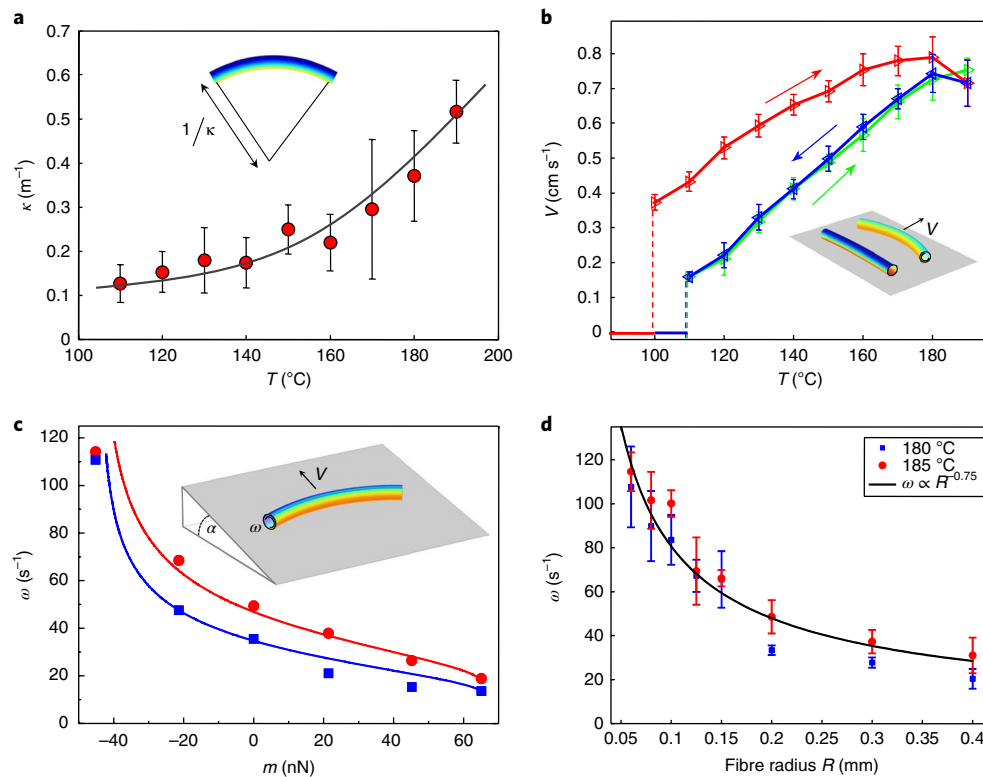 a
0.7
0.6
0.5
0.4
0.3
0.2
0.1
0
κ (m⁻¹)
1/κ
100 120 140 160 180 200
T (°C)
b
0.8
0.7
0.6
0.5
0.4
0.3
0.2
0.1
0
V (cm s⁻¹)
V
100 120 140 160 180
T (°C)
c
120
100
80
60
40
20
0
ω (s⁻¹)
V
α
ω
−40 −20 0 20 40 60
m (nN)
d
120
100
80
60
40
20
0
ω (s⁻¹)
180 °C
185 °C
ω ∝ R⁻⁰·⁷⁵
0.05 0.1 0.15 0.2 0.25 0.3 0.35 0.4
Fibre radius R (mm)